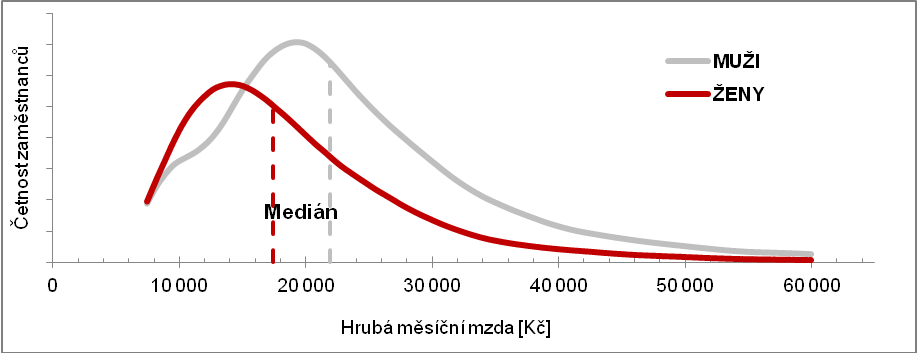 MUŽI
ŽENY
Četnost zaměstnanců
Medián
0
10 000
20 000
30 000
40 000
50 000
60 000
Hrubá měsíční mzda [Kč]